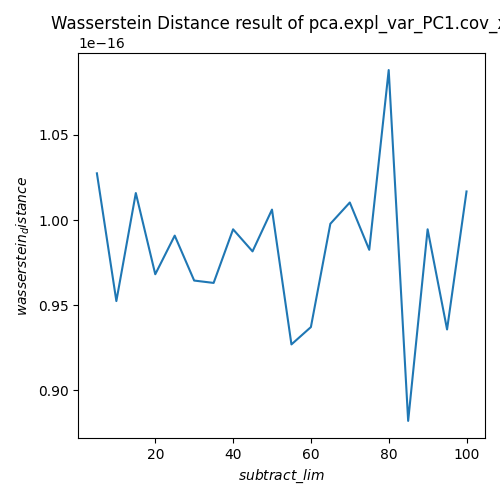 Wasserstein Distance result of pca.expl_var_PC1.cov_x
1e−16
1.05
1.00
0.95
0.90
wasserstein_distance
20 40 60 80 100
subtract_lim